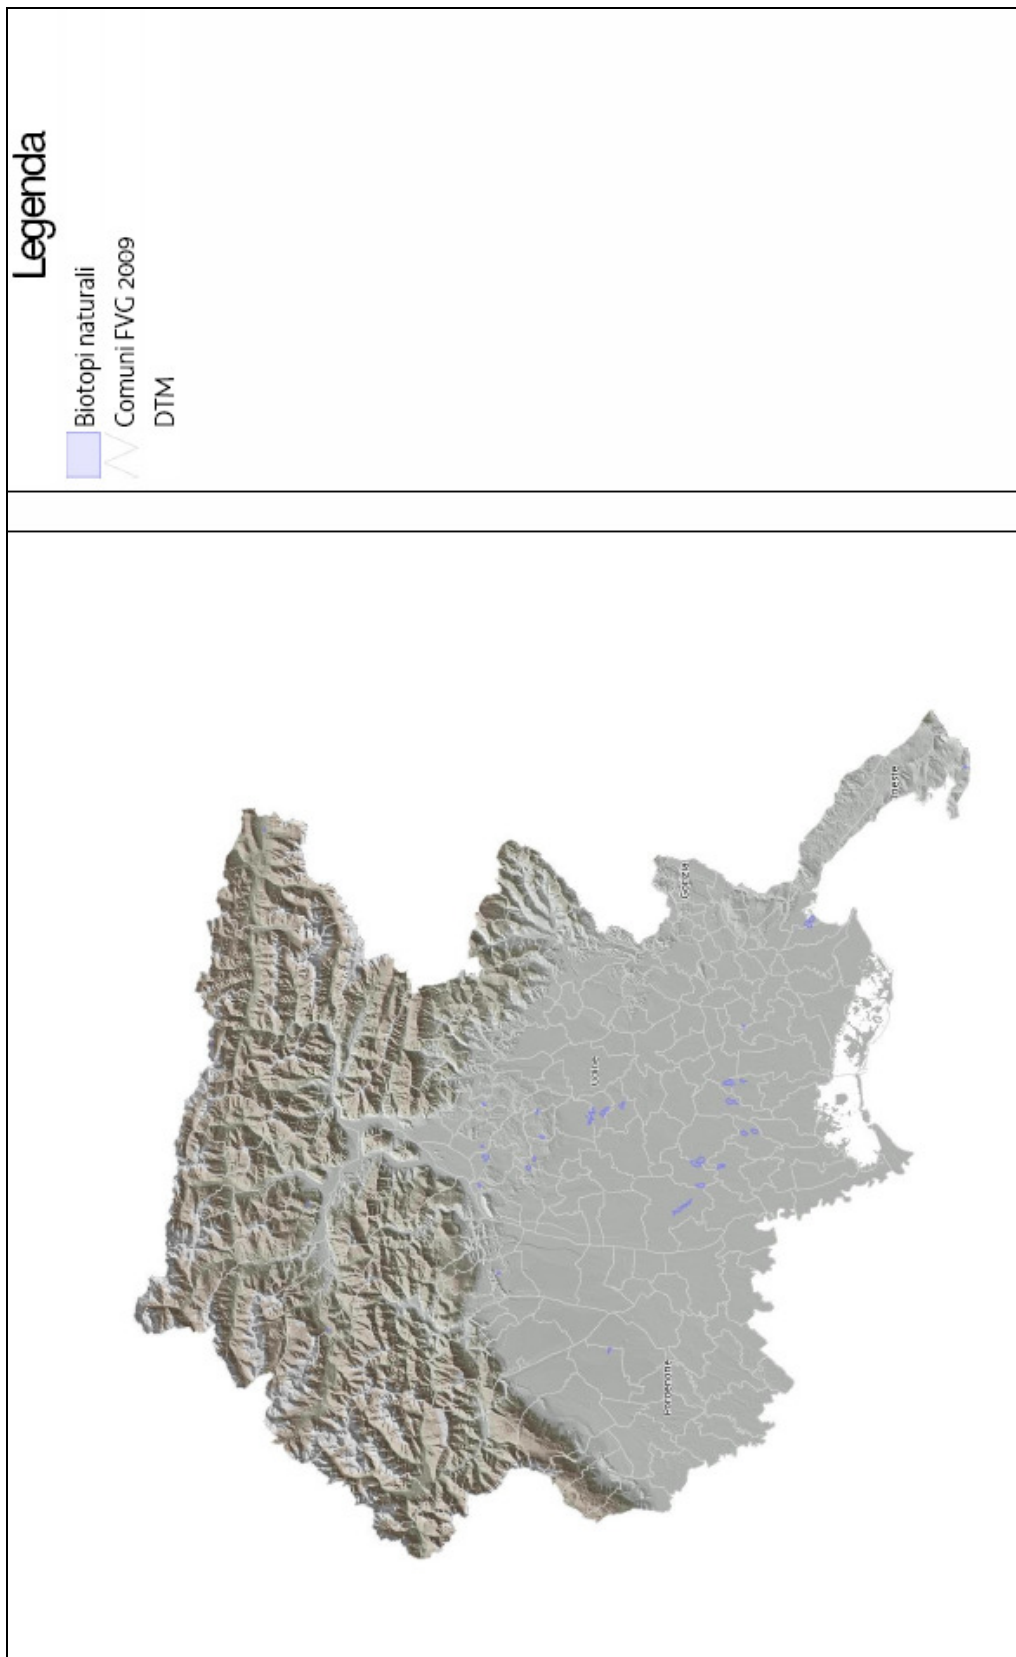 Legenda
Biotopi naturali
Comuni FVG 2009
DTM
Udine
Gorizia
Trieste
Pordenone